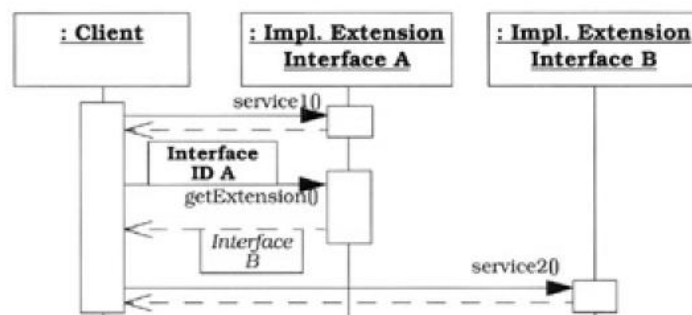 : Client
: Impl. Extension
Interface A
: Impl. Extension
Interface B
service1()
Interface
ID A
getExtension()
Interface
B
service2()